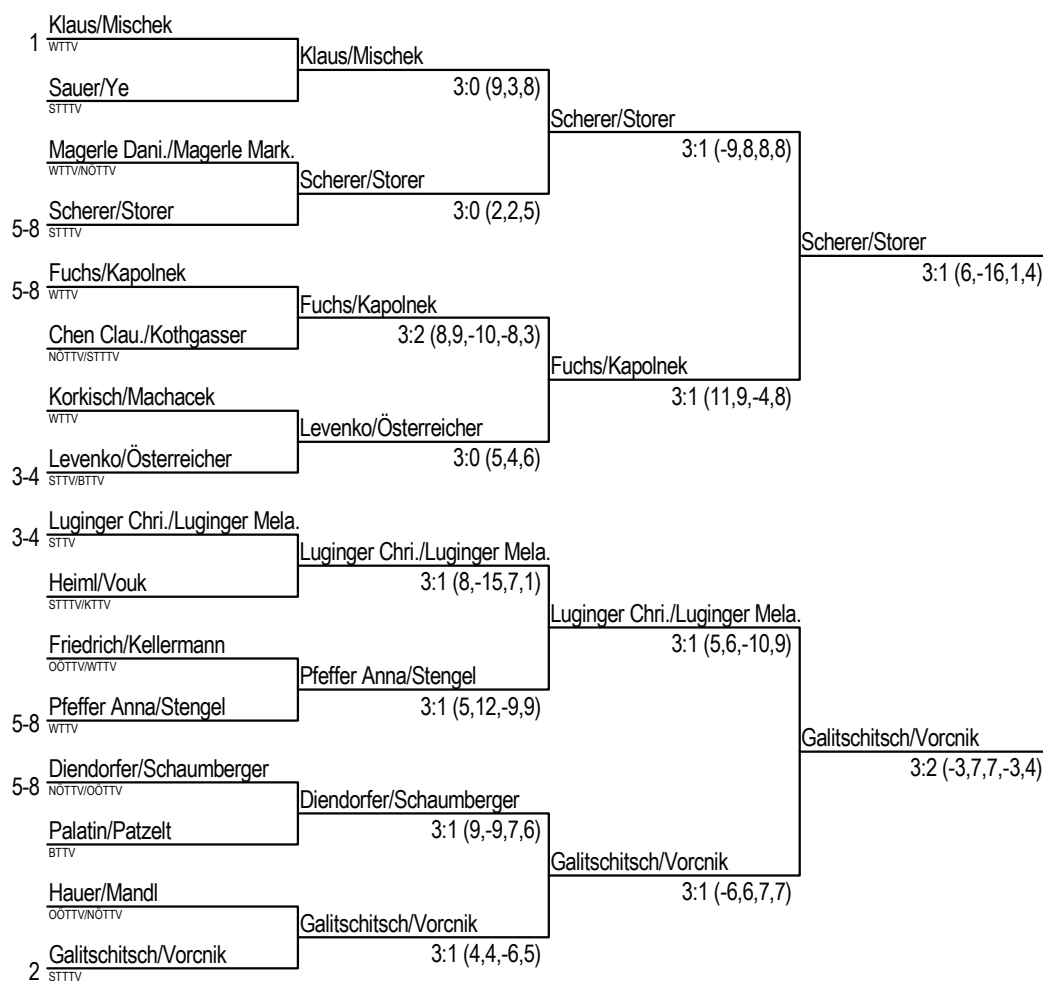 Klaus/Mischek
1
WTTV
Klaus/Mischek
3:0 (9,3,8)
Sauer/Ye
STTTV
Scherer/Storer
3:1 (-9,8,8,8)
Magerle Dani./Magerle Mark.
WTTV/NÖTTV
Scherer/Storer
3:0 (2,2,5)
Scherer/Storer
5-8
STTTV
Scherer/Storer
3:1 (6,-16,1,4)
Fuchs/Kapolnek
5-8
WTTV
Fuchs/Kapolnek
3:2 (8,9,-10,-8,3)
Chen Clau./Kothgasser
NÖTTV/STTTV
Fuchs/Kapolnek
3:1 (11,9,-4,8)
Korkisch/Machacek
WTTV
Levenko/Österreicher
3:0 (5,4,6)
Levenko/Österreicher
3-4
STTV/BTTV
Luginger Chri./Luginger Mela.
3-4
STTV
Luginger Chri./Luginger Mela.
3:1 (8,-15,7,1)
Heiml/Vouk
STTTV/KTTV
Luginger Chri./Luginger Mela.
3:1 (5,6,-10,9)
Friedrich/Kellermann
OÖTTV/WTTV
Pfeffer Anna/Stengel
3:1 (5,12,-9,9)
Pfeffer Anna/Stengel
5-8
WTTV
Galitschitsch/Vorcnik
3:2 (-3,7,7,-3,4)
Diendorfer/Schaumberger
5-8
NÖTTV/OÖTTV
Diendorfer/Schaumberger
3:1 (9,-9,7,6)
Palatin/Patzelt
BTTV
Galitschitsch/Vorcnik
3:1 (-6,6,7,7)
Hauer/Mandl
OÖTTV/NÖTTV
Galitschitsch/Vorcnik
3:1 (4,4,-6,5)
Galitschitsch/Vorcnik
2
STTTV